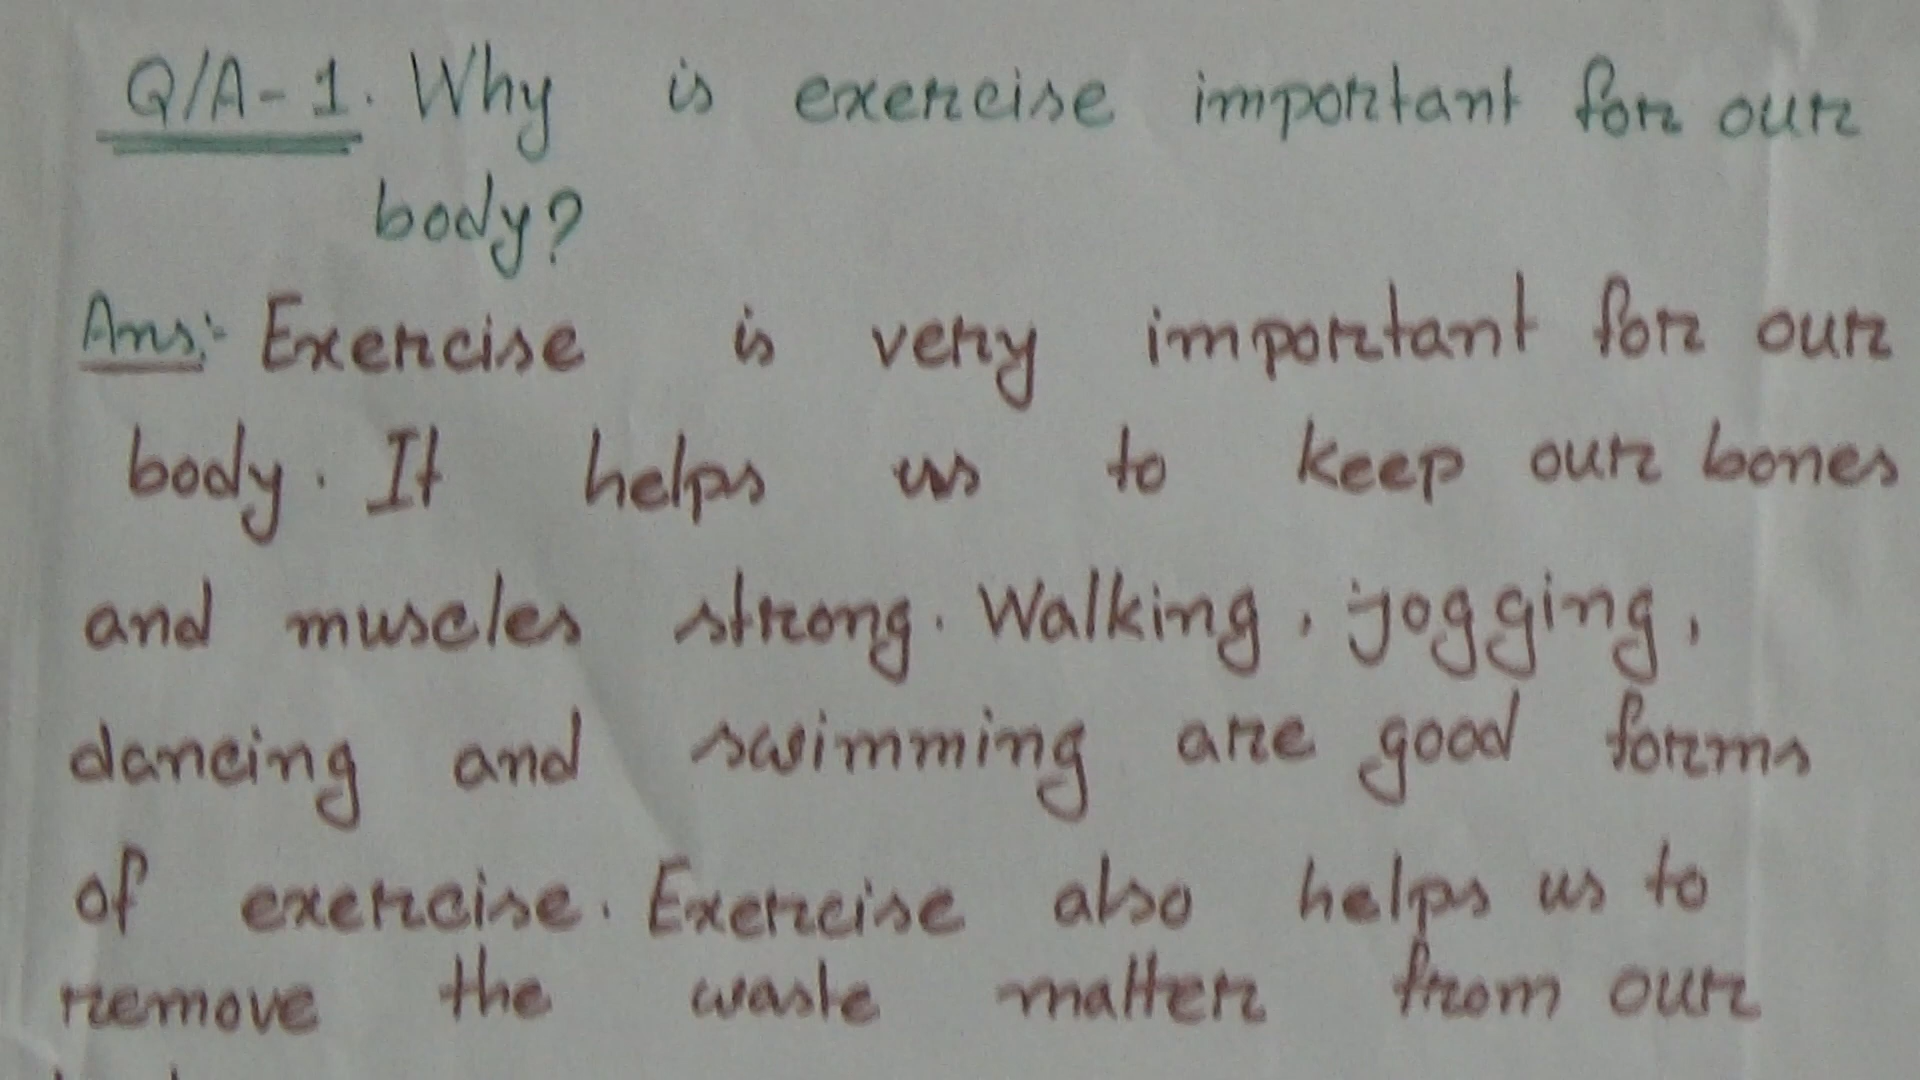 Q/A-1. Why is exercise important for our
body?
Ans:- Exercise is very important for our
body. It helps us to keep our bones
and muscles strong. Walking, jogging,
dancing and swimming are good forms
of exercise. Exercise also helps us to
remove the waste matter from our